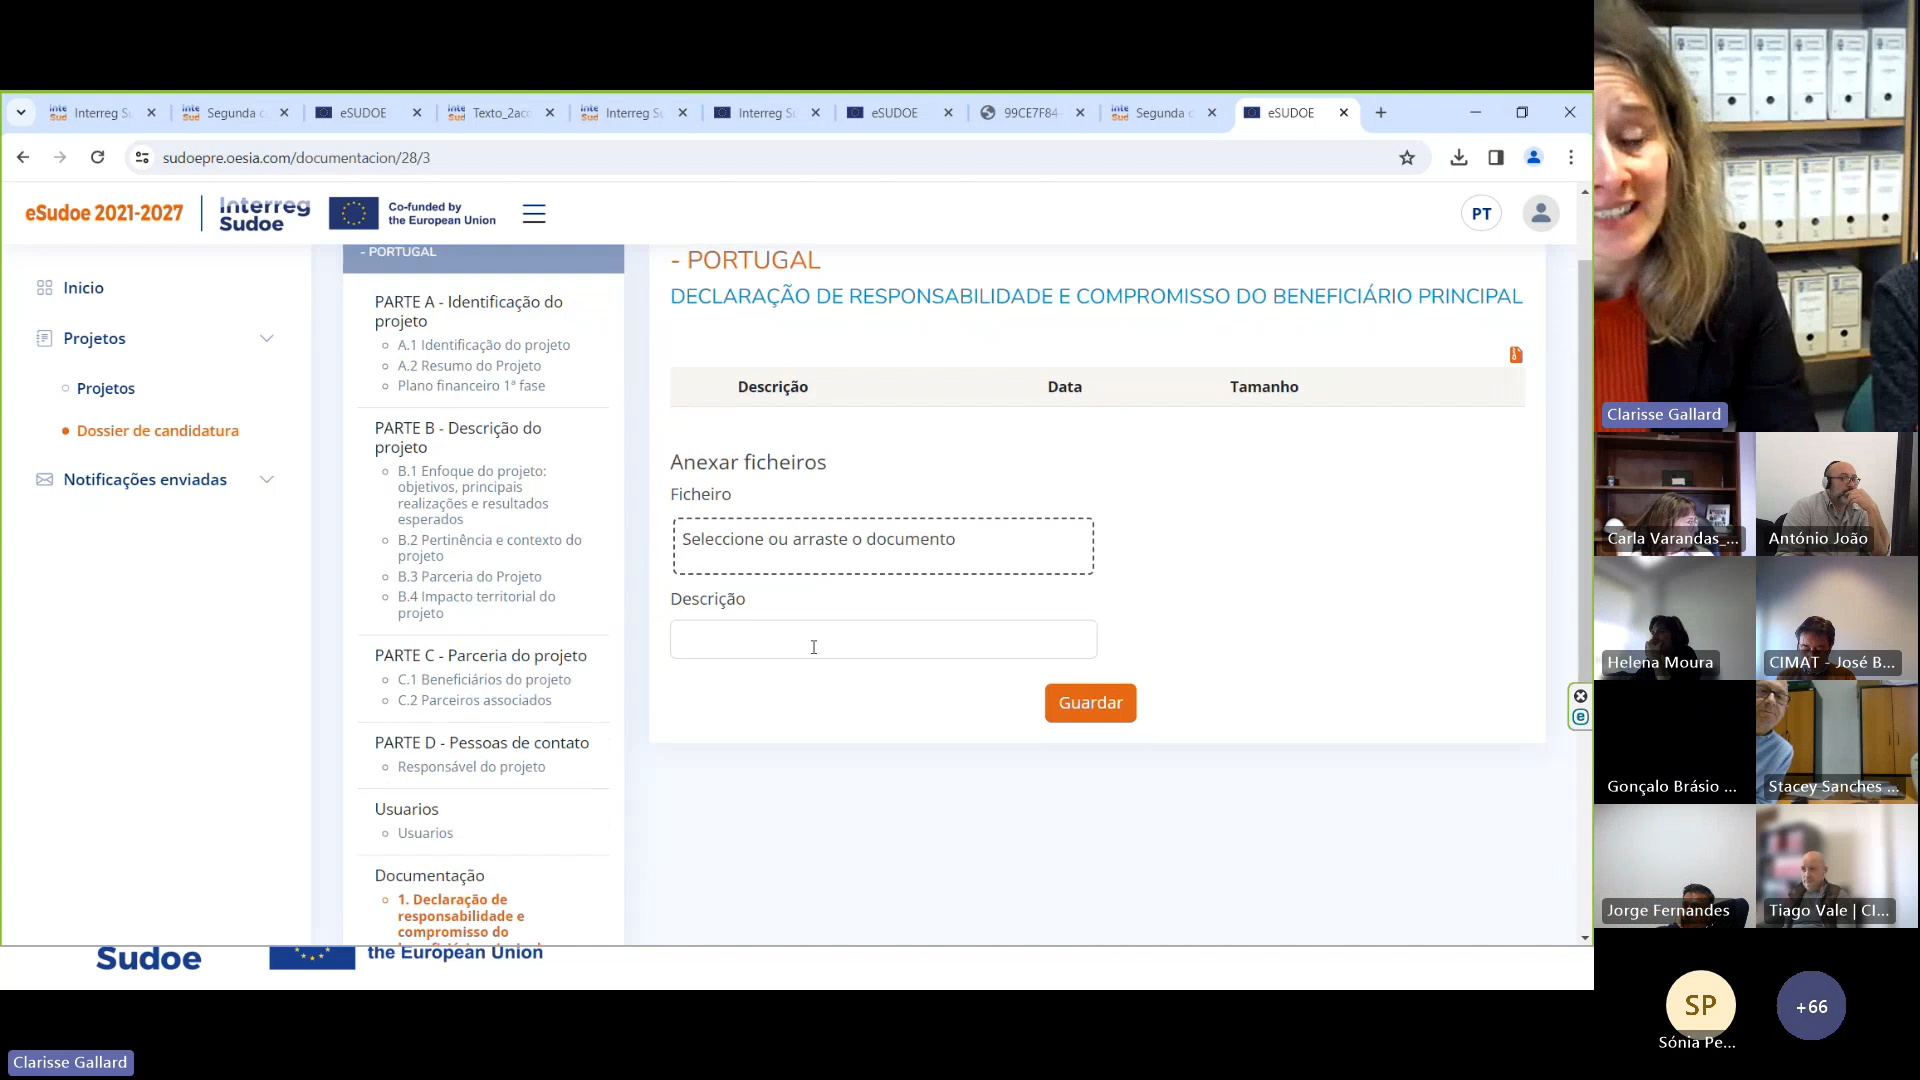 Interreg S
Segunda c
eSUDOE
Texto_2acc
Interreg Su
Interreg S
eSUDOE
99CE7F84
Segunda c
eSUDOE
sudoepre.oesia.com/documentacion/28/3
eSudoe 2021-2027
Interreg
Sudoe
Co-funded by
the European Union
PT
Inicio
Projetos
Projetos
Dossier de candidatura
Notificações enviadas
- PORTUGAL
PARTE A - Identificação do
projeto
A.1 Identificação do projeto
A.2 Resumo do Projeto
Plano financeiro 1ª fase
PARTE B - Descrição do
projeto
B.1 Enfoque do projeto:
objetivos, principais
realizações e resultados
esperados
B.2 Pertinência e contexto do
projeto
B.3 Parceria do Projeto
B.4 Impacto territorial do
projeto
PARTE C - Parceria do projeto
C.1 Beneficiários do projeto
C.2 Parceiros associados
PARTE D - Pessoas de contato
Responsável do projeto
Usuarios
Usuarios
Documentação
1. Declaração de
responsabilidade e
compromisso do
- PORTUGAL
DECLARAÇÃO DE RESPONSABILIDADE E COMPROMISSO DO BENEFICIÁRIO PRINCIPAL
Descrição Data Tamanho
Anexar ficheiros
Ficheiro
Seleccione ou arraste o documento
Descrição
Guardar
Sudoe
the European Union
Clarisse Gallard
Clarisse Gallard
Carla Varandas_...
António João
Helena Moura
CIMAT - José B...
Gonçalo Brásio ...
Stacey Sanches ...
Jorge Fernandes
Tiago Vale | CI...
SP
Sónia Pe...
+66